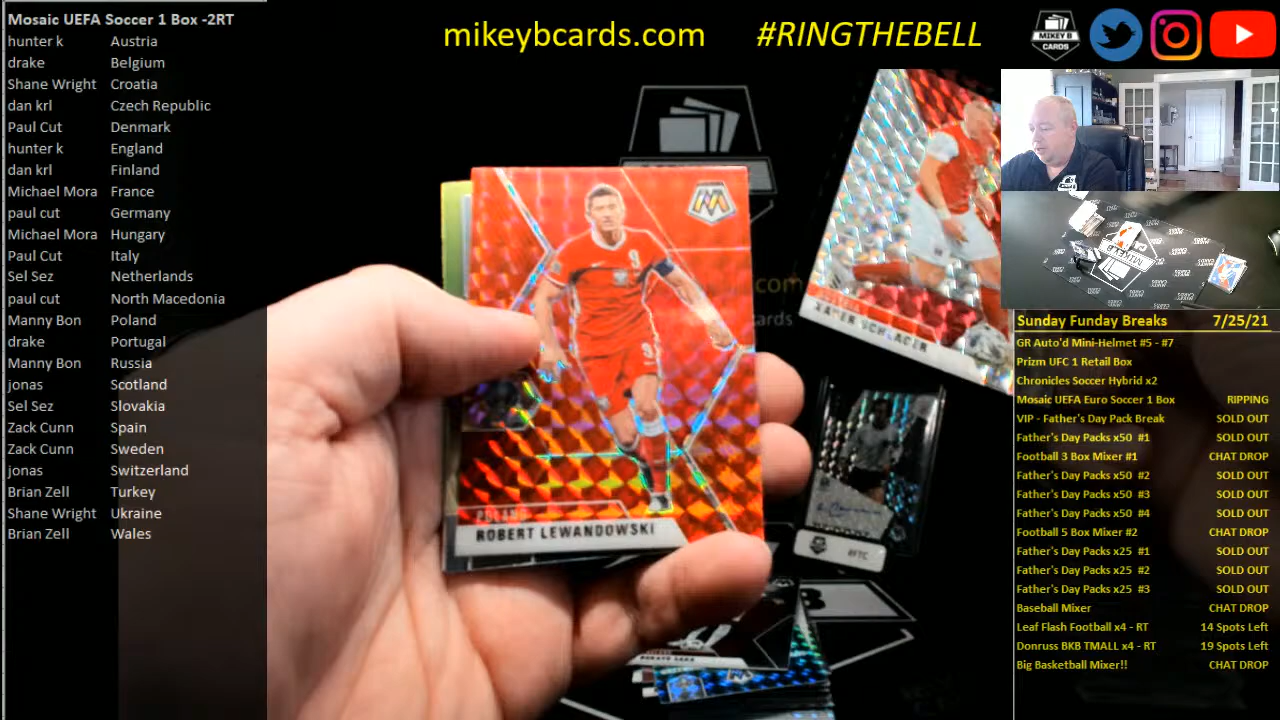 Mosaic UEFA Soccer 1 Box -2RT
hunter k Austria
drake Belgium
Shane Wright Croatia
dan krl Czech Republic
Paul Cut Denmark
hunter k England
dan krl Finland
Michael Mora France
paul cut Germany
Michael Mora Hungary
Paul Cut Italy
Sel Sez Netherlands
paul cut North Macedonia
Manny Bon Poland
drake Portugal
Manny Bon Russia
jonas Scotland
Sel Sez Slovakia
Zack Cunn Spain
Zack Cunn Sweden
jonas Switzerland
Brian Zell Turkey
Shane Wright Ukraine
Brian Zell Wales
mikeybcards.com #RINGTHEBELL
MIKEY B
CARDS
POLAND
ROBERT LEWANDOWSKI
XAVER SCHLAGER
Sunday Funday Breaks 7/25/21
GR Auto'd Mini-Helmet #5 - #7
Prizm UFC 1 Retail Box
Chronicles Soccer Hybrid x2
Mosaic UEFA Euro Soccer 1 Box RIPPING
VIP - Father's Day Pack Break SOLD OUT
Father's Day Packs x50 #1 SOLD OUT
Football 3 Box Mixer #1 CHAT DROP
Father's Day Packs x50 #2 SOLD OUT
Father's Day Packs x50 #3 SOLD OUT
Father's Day Packs x50 #4 SOLD OUT
Football 5 Box Mixer #2 CHAT DROP
Father's Day Packs x25 #1 SOLD OUT
Father's Day Packs x25 #2 SOLD OUT
Father's Day Packs x25 #3 SOLD OUT
Baseball Mixer CHAT DROP
Leaf Flash Football x4 - RT 14 Spots Left
Donruss BKB TMALL x4 - RT 19 Spots Left
Big Basketball Mixer!! CHAT DROP